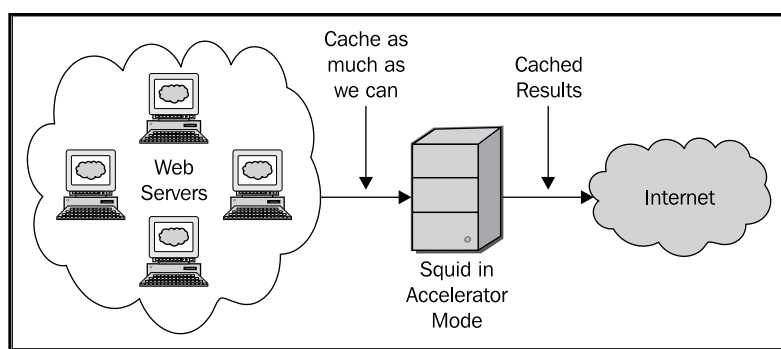 Cache as
much as
we can
Cached
Results
Web
Servers
Internet
Squid in
Accelerator
Mode